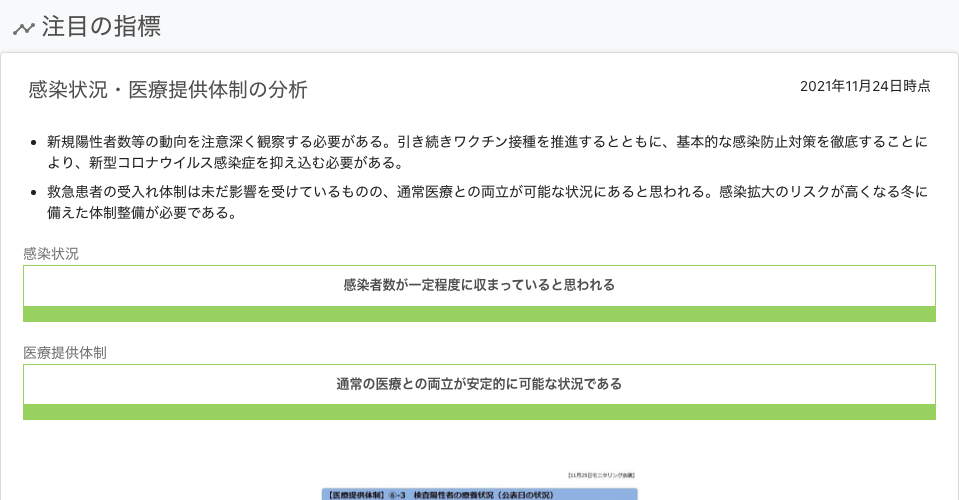 注目の指標
感染状況・医療提供体制の分析
2021年11月24日時点
新規陽性者数等の動向を注意深く観察する必要がある。引き続きワクチン接種を推進するとともに、基本的な感染防止対策を徹底することに
より、新型コロナウイルス感染症を抑え込む必要がある。
救急患者の受入れ体制は未だ影響を受けているものの、通常医療との両立が可能な状況にあると思われる。感染拡大のリスクが高くなる冬に
備えた体制整備が必要である。
感染状況
感染者数が一定程度に収まっていると思われる
医療提供体制
通常の医療との両立が安定的に可能な状況である
【11月25日モニタリング会議】
【医療提供体制】⑥-3 検査陽性者の療養状況（公表日の状況）